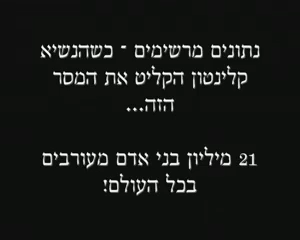 נתונים מרשימים - כשהנשיא
קלינטון הקליט את המסר
הזה...
21 מיליון בני אדם מעורבים
בכל העולם!